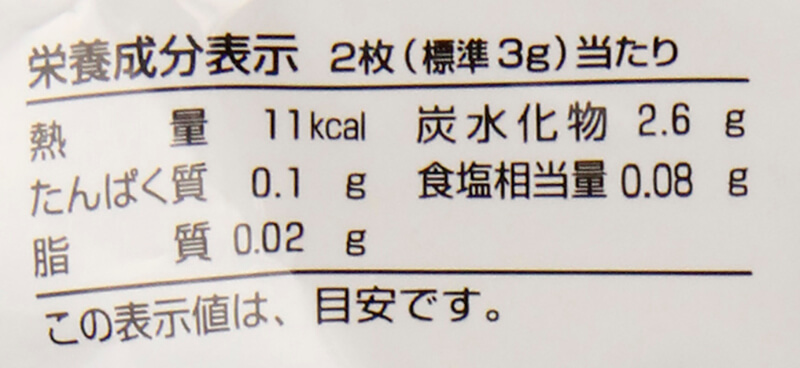 栄養成分表示 2枚(標準3g)当たり
熱量 11kcal 炭水化物 2.6 g
たんぱく質 0.1 g 食塩相当量 0.08 g
脂質 0.02 g
この表示値は、目安です。